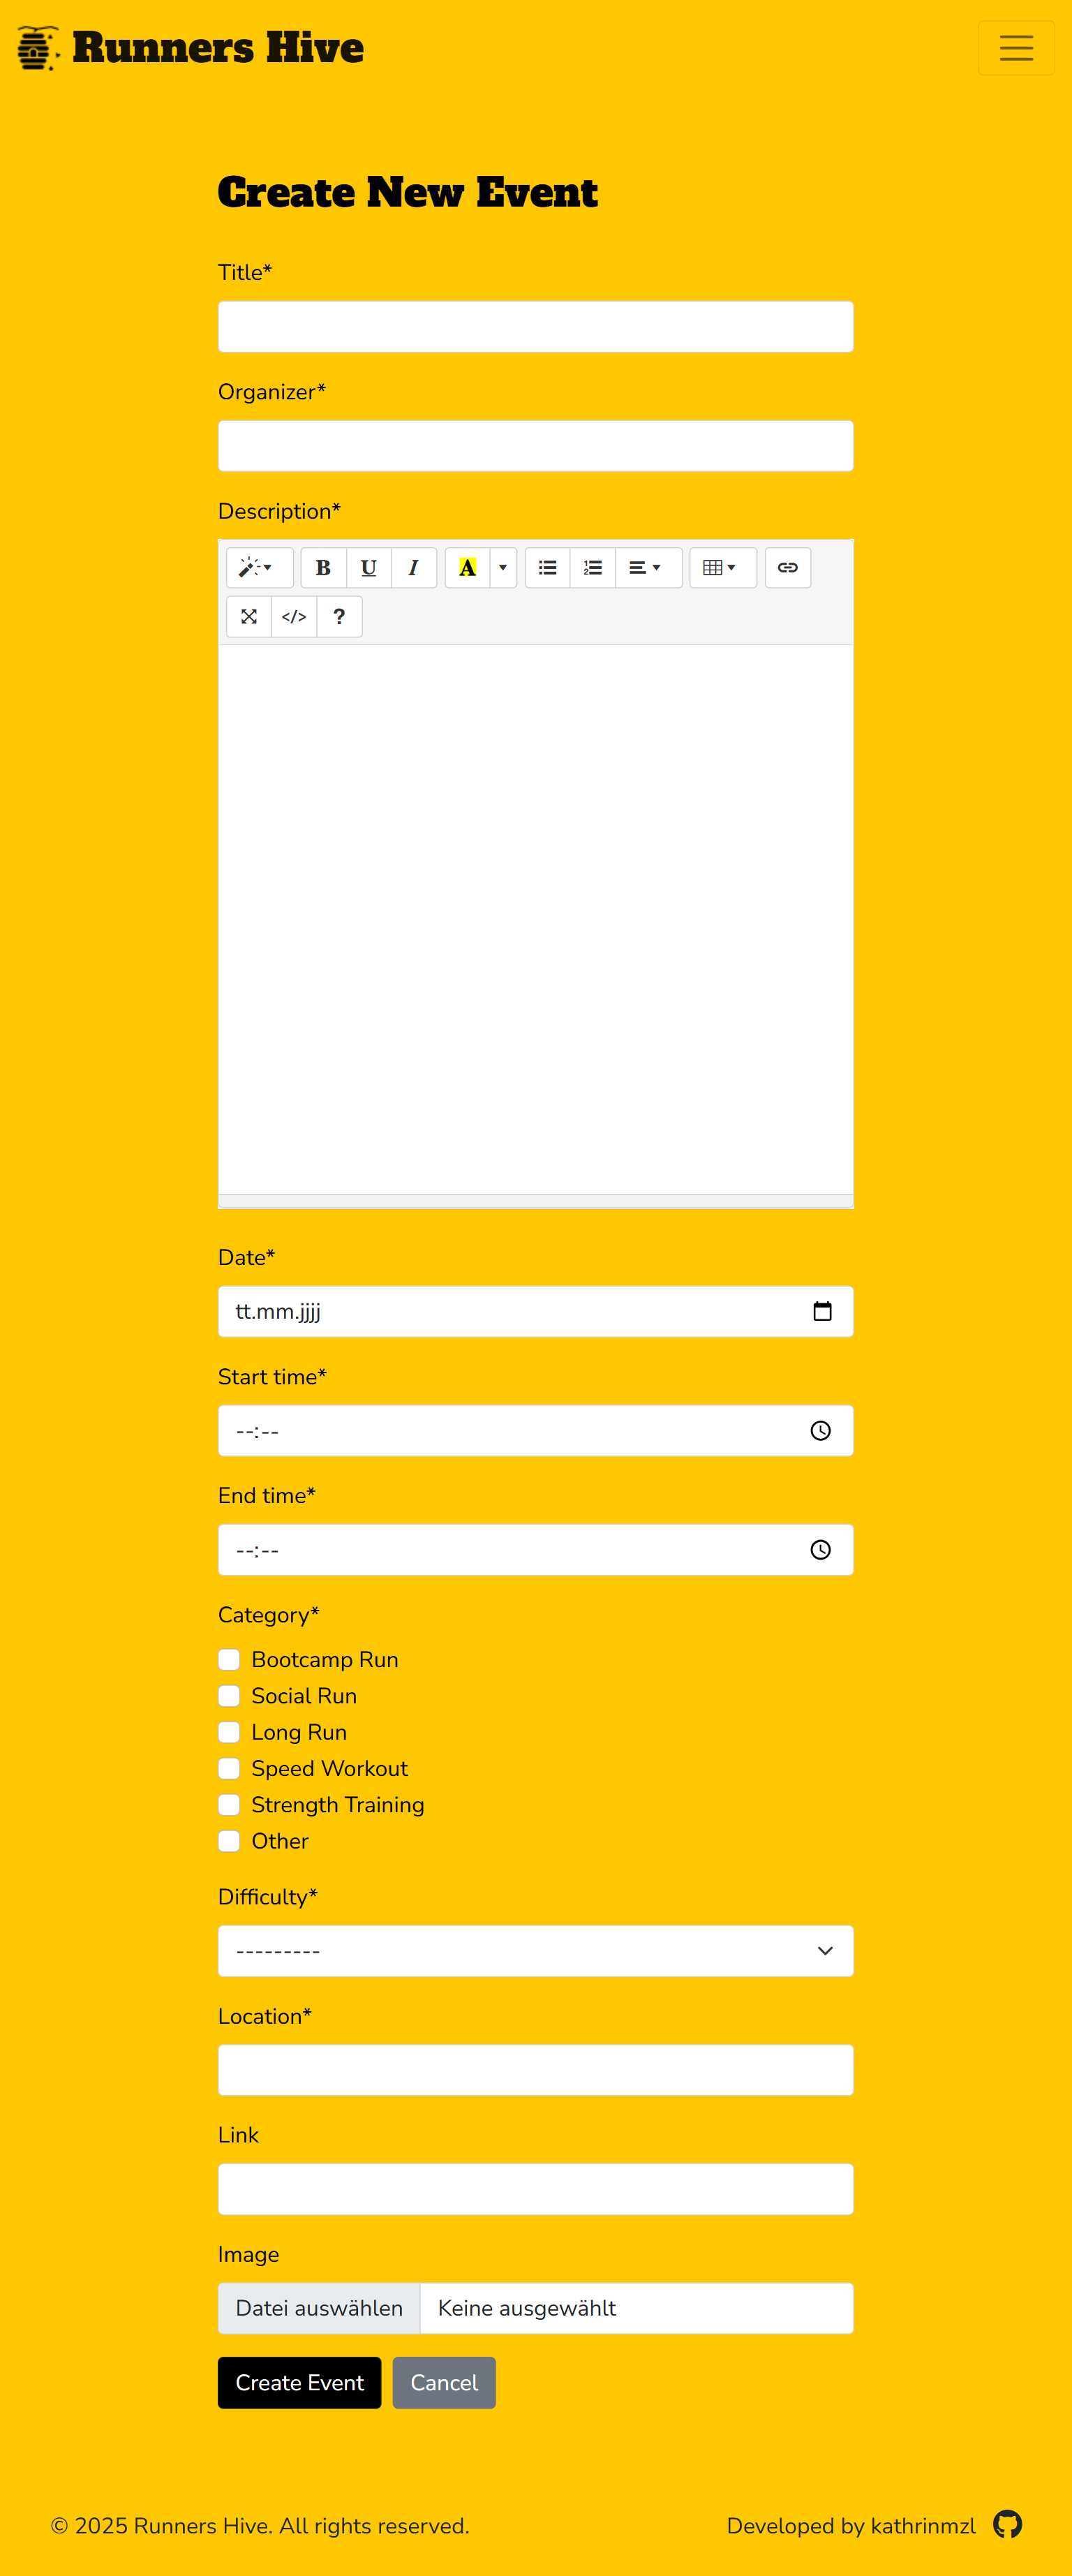 Runners Hive
Create New Event
Title*
Organizer*
Description*
B U I A
</> ?
Date*
tt.mm.jjjj
Start time*
--:--
End time*
--:--
Category*
Bootcamp Run
Social Run
Long Run
Speed Workout
Strength Training
Other
Difficulty*
---------
Location*
Link
Image
Datei auswählen Keine ausgewählt
Create Event Cancel
© 2025 Runners Hive. All rights reserved. Developed by kathrinmzl